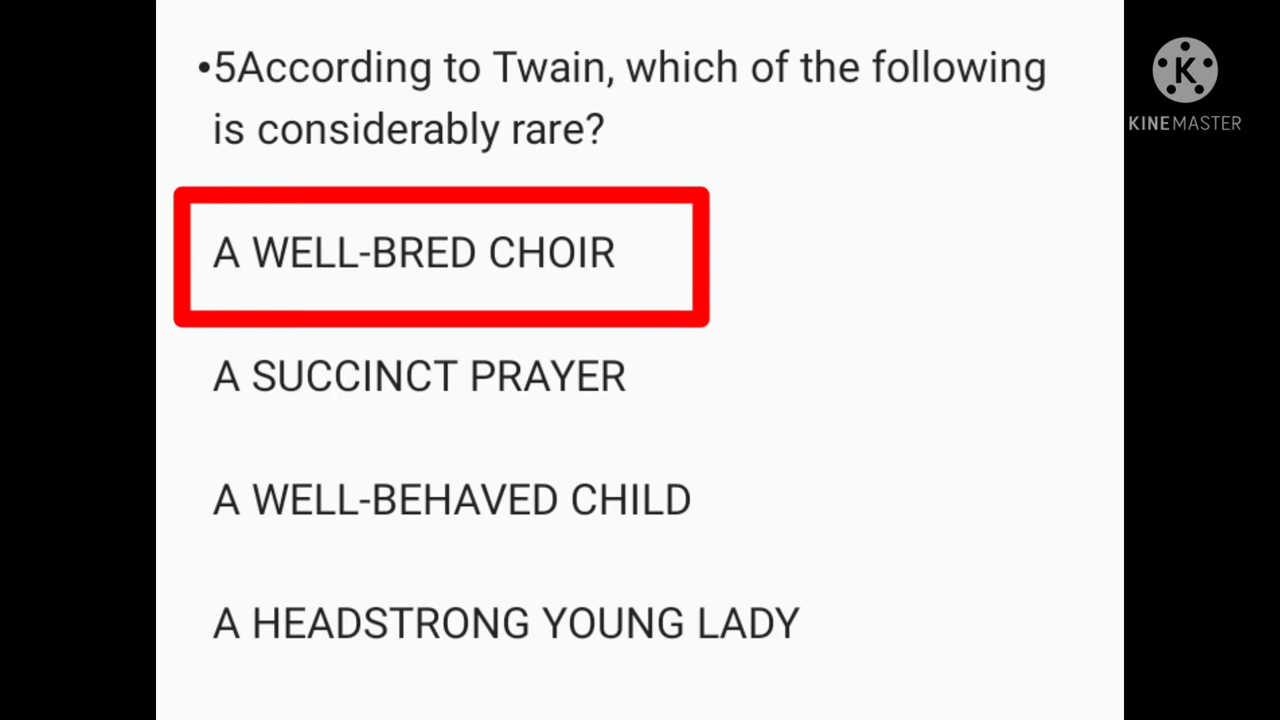 •5According to Twain, which of the following
is considerably rare?
A WELL-BRED CHOIR
A SUCCINCT PRAYER
A WELL-BEHAVED CHILD
A HEADSTRONG YOUNG LADY
K
KINEMASTER